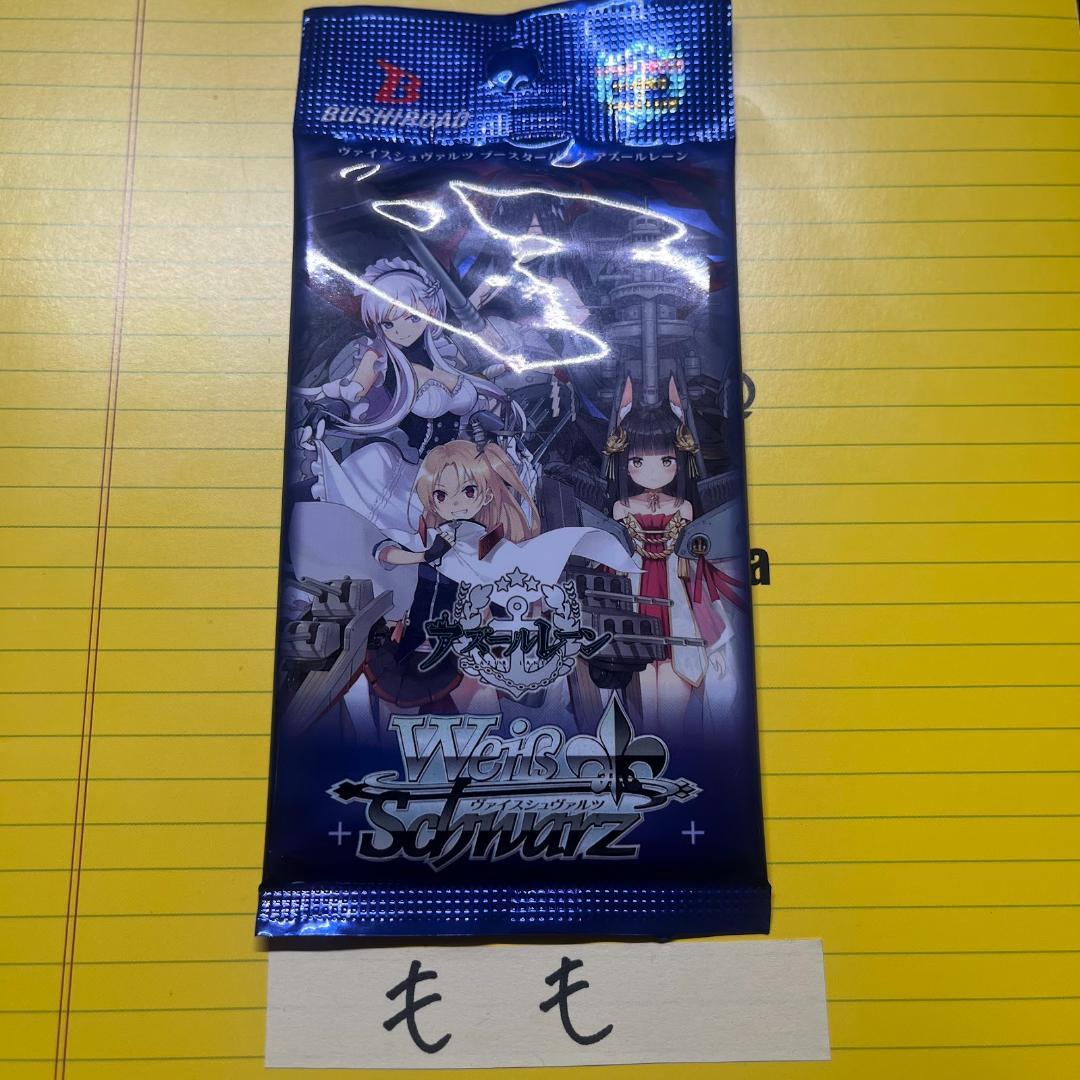 BUSHIROAD
ヴァイスシュヴァルツ ブースターパック アズールレーン
アズールレーン
AZUR LANE
Weiß
ヴァイスシュヴァルツ
Schwarz
a
もも